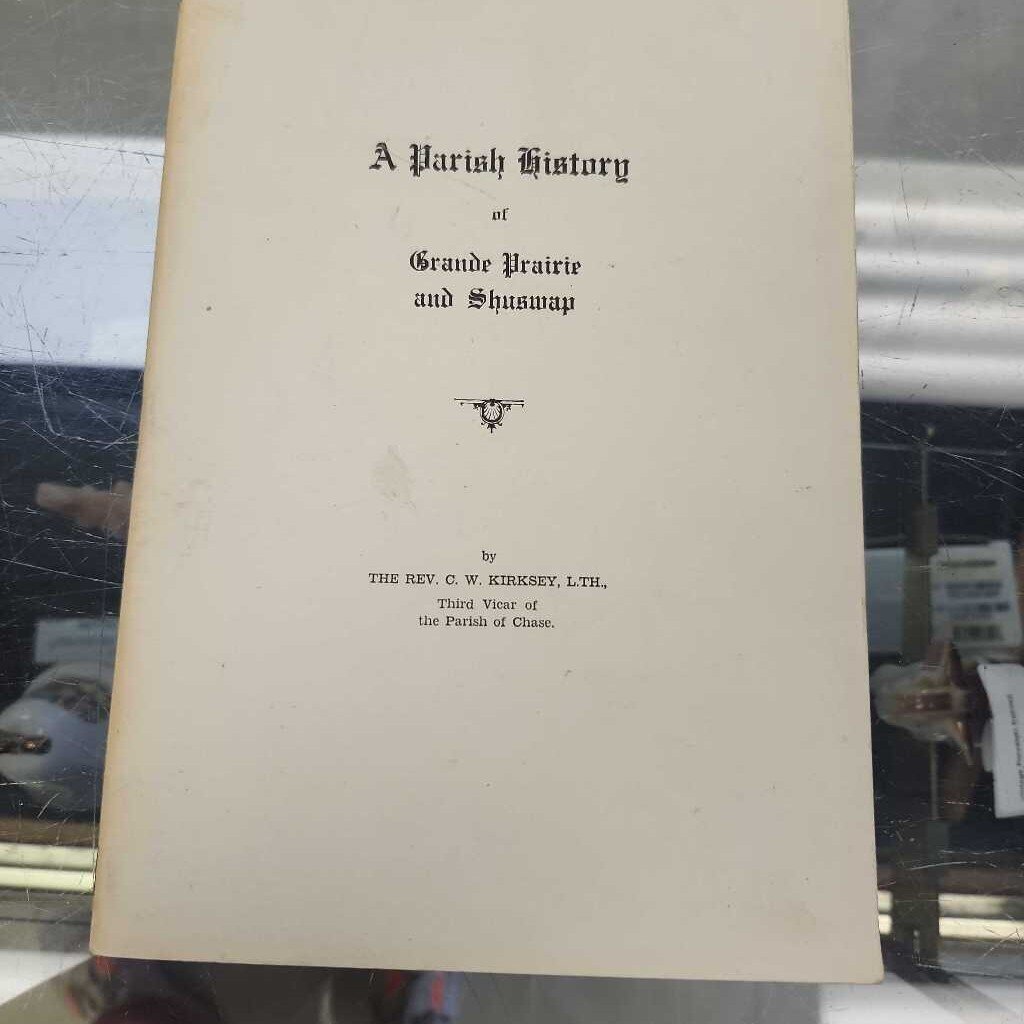 A Parish History
of
Grande Prairie
and Shuswap
by
THE REV. C. W. KIRKSEY, L.TH.,
Third Vicar of
the Parish of Chase.